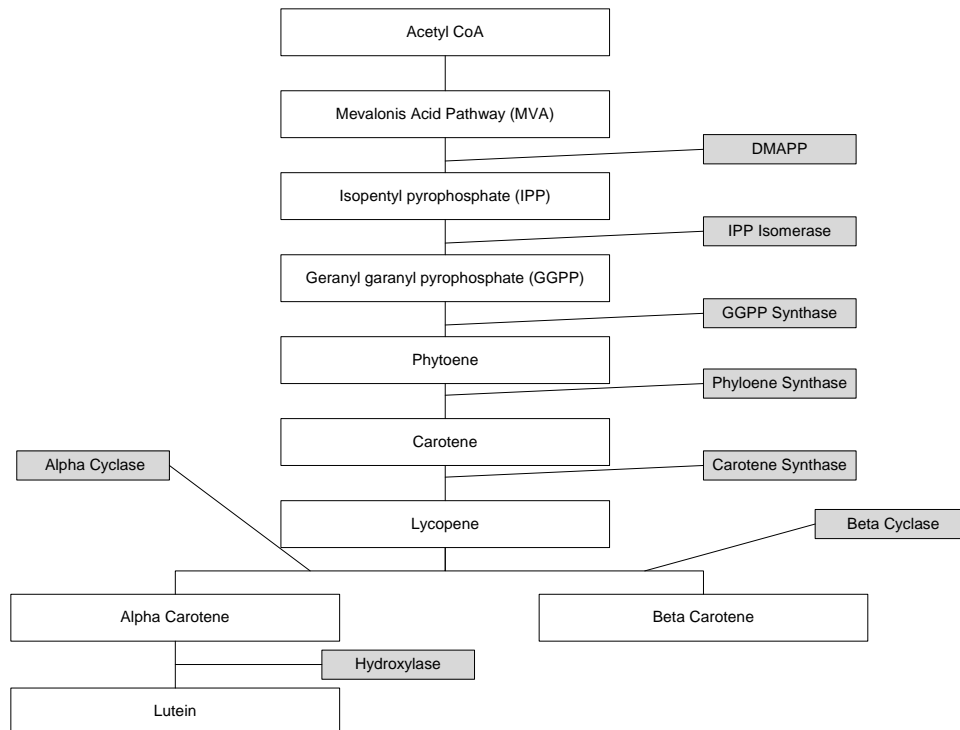 Acetyl CoA
Mevalonis Acid Pathway (MVA)
DMAPP
Isopentyl pyrophosphate (IPP)
IPP Isomerase
Geranyl garanyl pyrophosphate (GGPP)
GGPP Synthase
Phytoene
Phyloene Synthase
Carotene
Alpha Cyclase
Carotene Synthase
Lycopene
Beta Cyclase
Alpha Carotene
Beta Carotene
Hydroxylase
Lutein